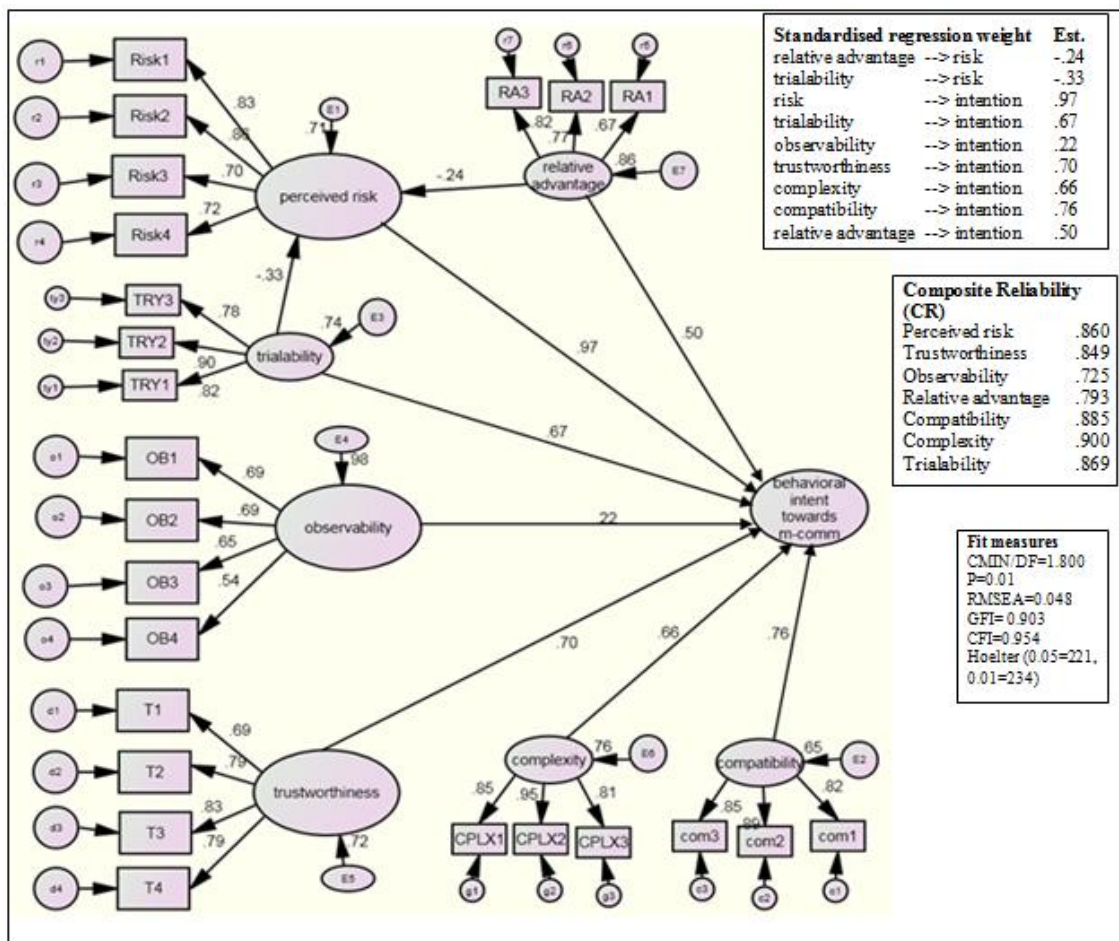 r1
Risk1
r2
Risk2
r3
Risk3
r4
Risk4
.83
.86
.70
.72
E1
.71
perceived risk
r7
r6
r5
RA3
RA2
RA1
.82
.77
.67
relative
advantage
.86
E7
-.24
-.33
ty3
TRY3
ty2
TRY2
ty1
TRY1
.78
.90
.82
.74
E3
trialability
.50
.97
.67
o1
OB1
o2
OB2
o3
OB3
o4
OB4
.69
.69
.65
.54
E4
.98
observability
22
behavioral
intent
towards
m-comm
d1
T1
d2
T2
d3
T3
d4
T4
.69
.79
.83
.79
trustworthiness
.72
E5
.70
.66
.76
complexity
76
E6
.85
.95
.81
CPLX1
CPLX2
CPLX3
g1
g2
g3
compatibility
65
E2
.85
.89
.82
com3
com2
com1
c3
c2
c1
Standardised regression weight Est.
relative advantage --> risk -.24
trialability --> risk -.33
risk --> intention .97
trialability --> intention .67
observability --> intention .22
trustworthiness --> intention .70
complexity --> intention .66
compatibility --> intention .76
relative advantage --> intention .50
Composite Reliability
(CR)
Perceived risk .860
Trustworthiness .849
Observability .725
Relative advantage .793
Compatibility .885
Complexity .900
Trialability .869
Fit measures
CMIN/DF=1.800
P=0.01
RMSEA=0.048
GFI= 0.903
CFI=0.954
Hoelter (0.05=221,
0.01=234)